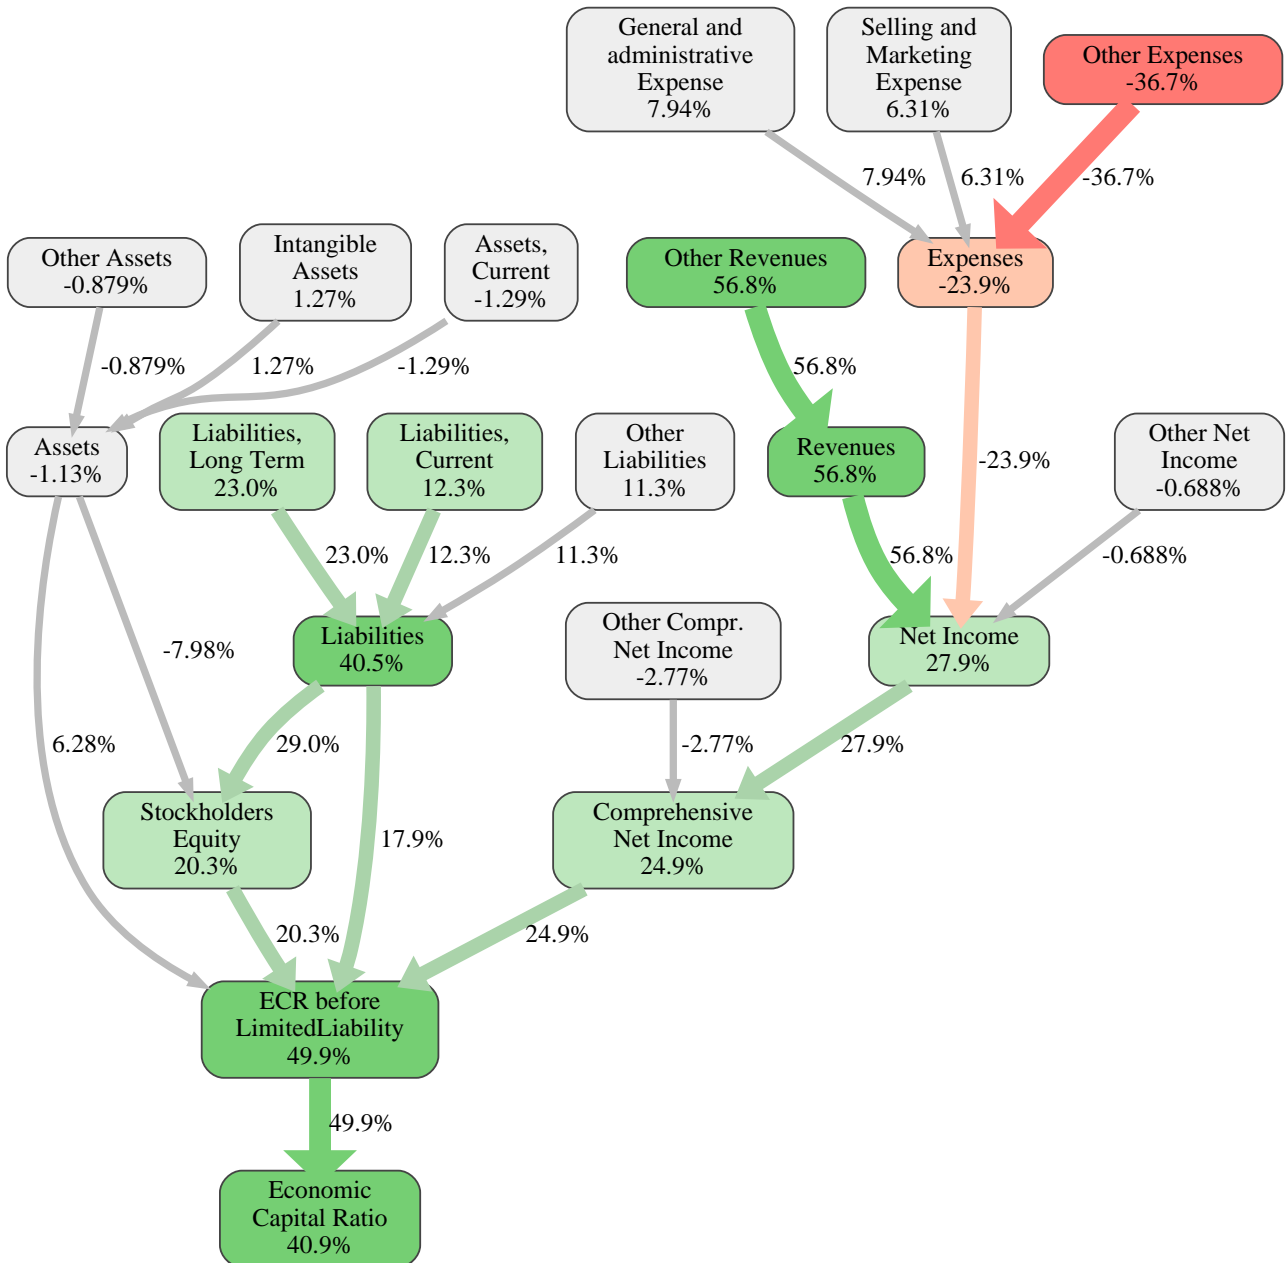 General and
administrative
Expense
7.94%
Selling and
Marketing
Expense
6.31%
Other Expenses
-36.7%
7.94%
6.31%
-36.7%
Other Assets
-0.879%
Intangible
Assets
1.27%
Assets,
Current
-1.29%
Other Revenues
56.8%
Expenses
-23.9%
-0.879%
1.27%
-1.29%
56.8%
Assets
-1.13%
Liabilities,
Long Term
23.0%
Liabilities,
Current
12.3%
Other
Liabilities
11.3%
Revenues
56.8%
-23.9%
Other Net
Income
-0.688%
23.0%
12.3%
11.3%
56.8%
-0.688%
Liabilities
40.5%
Other Compr.
Net Income
-2.77%
Net Income
27.9%
-7.98%
6.28%
29.0%
-2.77%
27.9%
Stockholders
Equity
20.3%
17.9%
Comprehensive
Net Income
24.9%
20.3%
24.9%
ECR before
LimitedLiability
49.9%
49.9%
Economic
Capital Ratio
40.9%